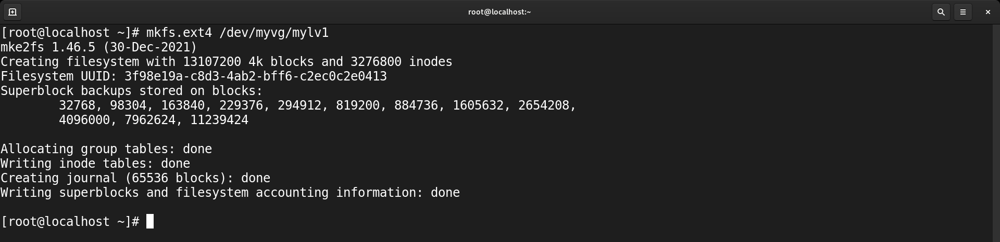 root@localhost:~
[root@localhost ~]# mkfs.ext4 /dev/myvg/mylv1
mke2fs 1.46.5 (30-Dec-2021)
Creating filesystem with 13107200 4k blocks and 3276800 inodes
Filesystem UUID: 3f98e19a-c8d3-4ab2-bff6-c2ec0c2e0413
Superblock backups stored on blocks:
32768, 98304, 163840, 229376, 294912, 819200, 884736, 1605632, 2654208,
4096000, 7962624, 11239424
Allocating group tables: done
Writing inode tables: done
Creating journal (65536 blocks): done
Writing superblocks and filesystem accounting information: done
[root@localhost ~]#